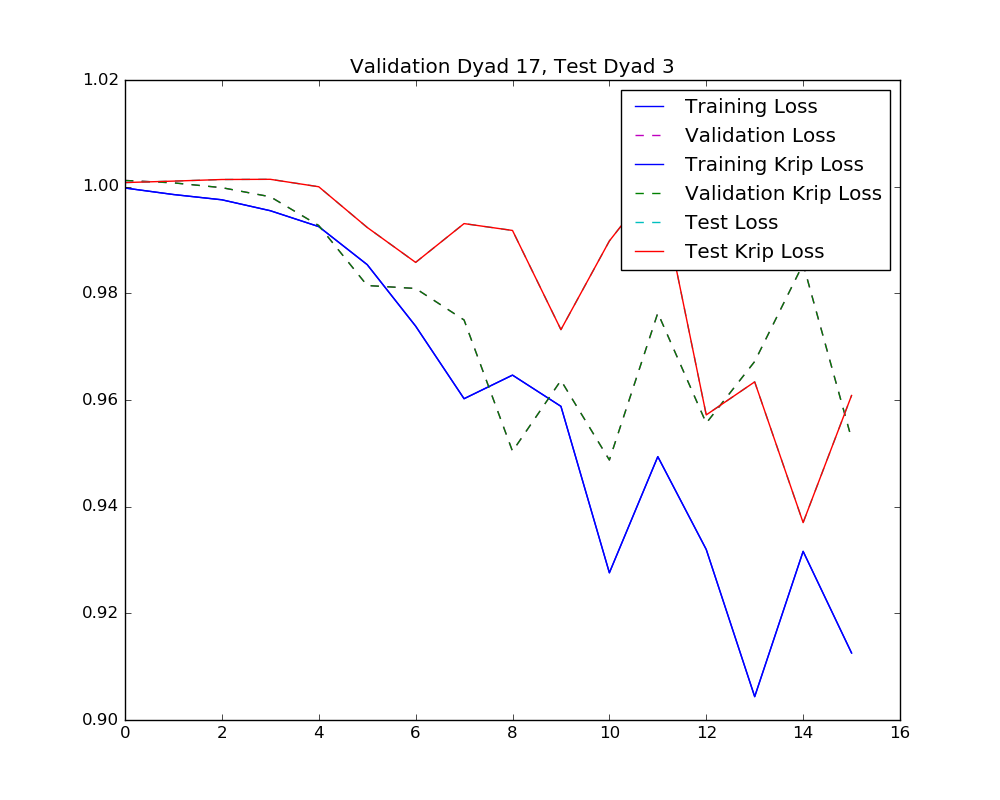 Validation Dyad 17, Test Dyad 3
1.02
1.00
0.98
0.96
0.94
0.92
0.90
Training Loss
Validation Loss
Training Krip Loss
Validation Krip Loss
Test Loss
Test Krip Loss
0 2 4 6 8 10 12 14 16